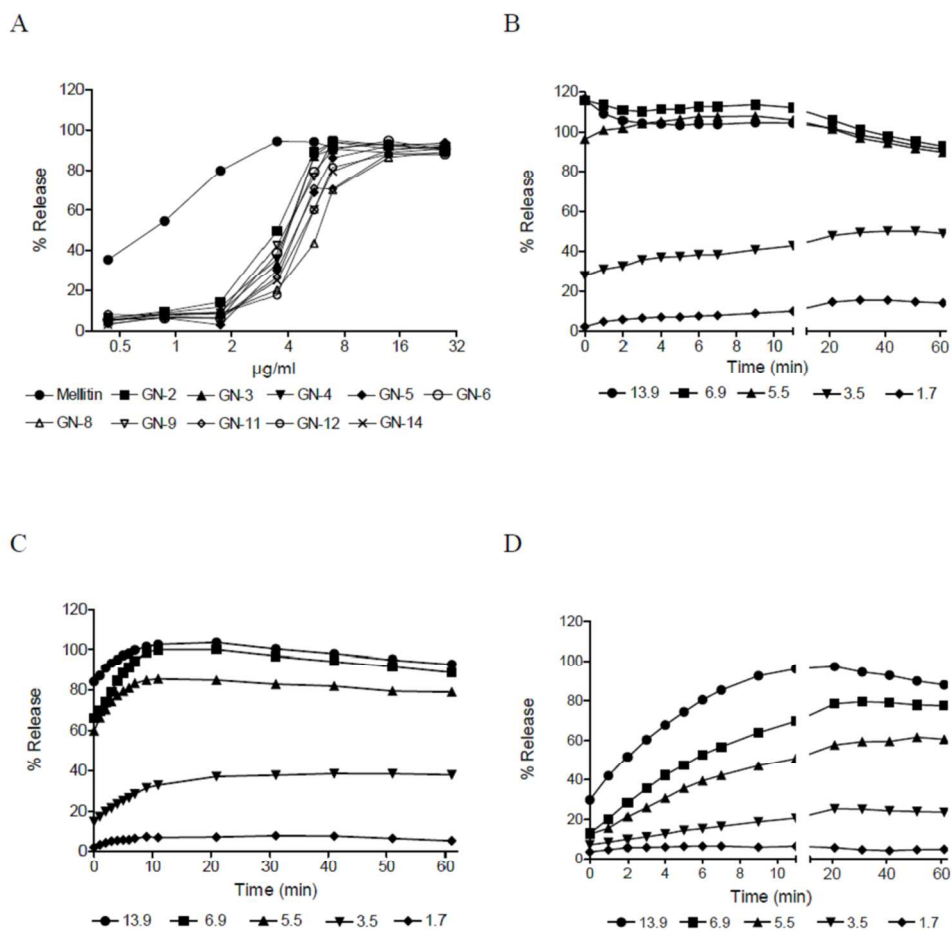 A
120
100
80
60
40
20
0
% Release
0.5 1 2 4 8 16 32
µg/ml
Mellitin GN-2 GN-3 GN-4 GN-5 GN-6
GN-8 GN-9 GN-11 GN-12 GN-14
B
120
100
80
60
40
20
0
% Release
0 2 4 6 8 10 20 40 60
Time (min)
13.9 6.9 5.5 3.5 1.7
C
120
100
80
60
40
20
0
% Release
0 10 20 30 40 50 60
Time (min)
13.9 6.9 5.5 3.5 1.7
D
120
100
80
60
40
20
0
% Release
0 2 4 6 8 10 20 40 60
Time (min)
13.9 6.9 5.5 3.5 1.7